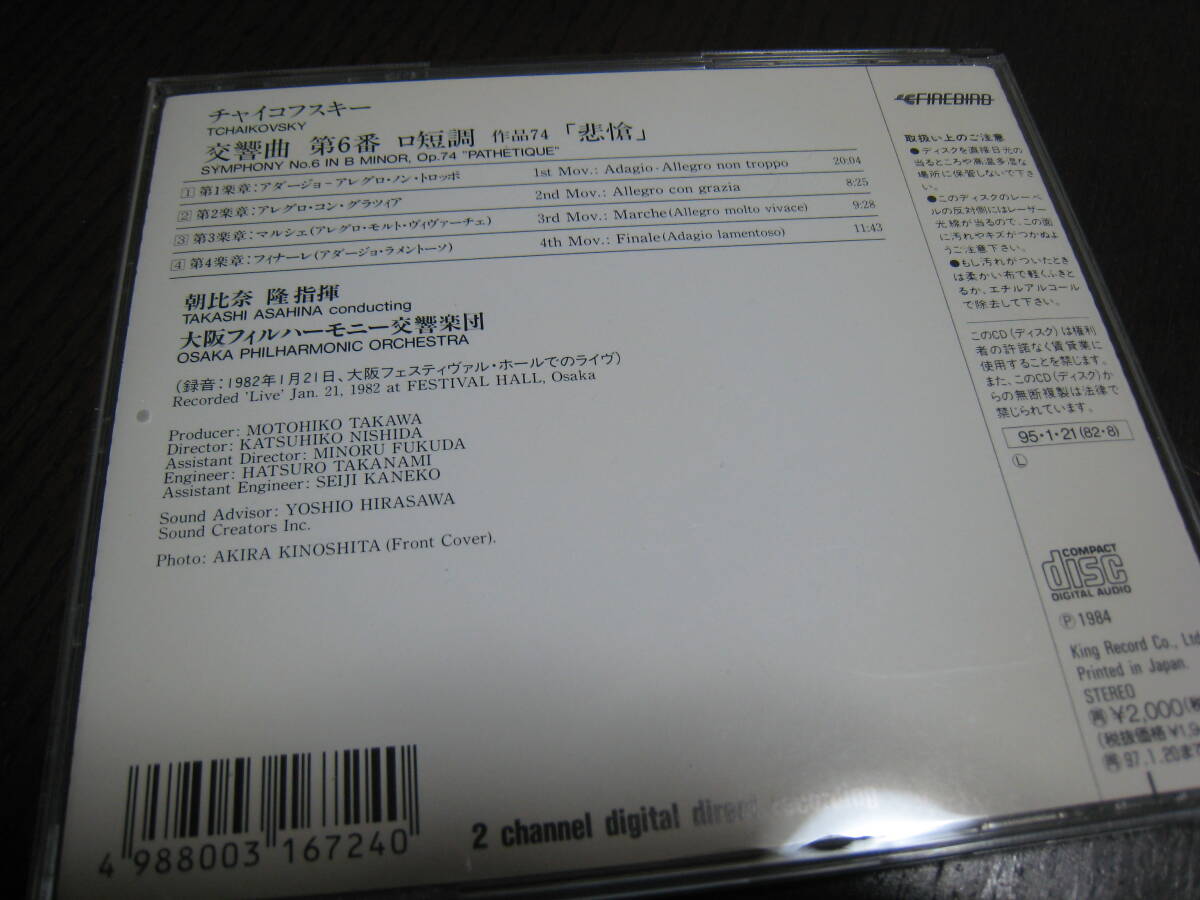 チャイコフスキー
TCHAIKOVSKY
交響曲 第6番 ロ短調 作品74「悲愴」
SYMPHONY No.6 IN B MINOR, Op.74 "PATHÉTIQUE"
1 第1楽章:アダージョ−アレグロ・ノン・トロッポ 1st Mov.: Adagio-Allegro non troppo 20:04
2 第2楽章:アレグロ・コン・グラツィア 2nd Mov.: Allegro con grazia 8:25
3 第3楽章:マルシェ(アレグロ・モルト・ヴィヴァーチェ) 3rd Mov.: Marche(Allegro molto vivace) 9:28
4 第4楽章:フィナーレ(アダージョ・ラメントーソ) 4th Mov.: Finale(Adagio lamentoso) 11:43
朝比奈 隆指揮
TAKASHI ASAHINA conducting
大阪フィルハーモニー交響楽団
OSAKA PHILHARMONIC ORCHESTRA
(録音:1982年1月21日、大阪フェスティヴァル・ホールでのライヴ)
Recorded 'Live' Jan. 21, 1982 at FESTIVAL HALL, Osaka
Producer: MOTOHIKO TAKAWA
Director: KATSUHIKO NISHIDA
Assistant Director: MINORU FUKUDA
Engineer: HATSURO TAKANAMI
Assistant Engineer: SEIJI KANEKO
Sound Advisor: YOSHIO HIRASAWA
Sound Creators Inc.
Photo: AKIRA KINOSHITA (Front Cover).
4 988003 167240
2 channel digital direct recording
FIREBIRD
取扱い上のご注意
●ディスクを直接日光の
当るところや高温多湿な
場所に保管しないで下さ
い。
●このディスクのレーベ
ルの反対側にはレーザー
光線が当るので、この面
に汚れやキズがつかぬよ
うご注意下さい。
●もし汚れがついたとき
は柔かい布で軽くふきと
るか、エチルアルコール
で除去して下さい。
このCD(ディスク)は権利
者の許諾なく賃貸業に
使用することを禁じます。
また、このCD(ディスク)か
らの無断複製は法律で
禁じられています。
95・1・21(82・8)
L
COMPACT
disc
DIGITAL AUDIO
Ⓟ1984
King Record Co., Ltd
Printed in Japan.
STEREO
再¥2,000(税
(税抜価格¥1,9
再 97.1.20ま